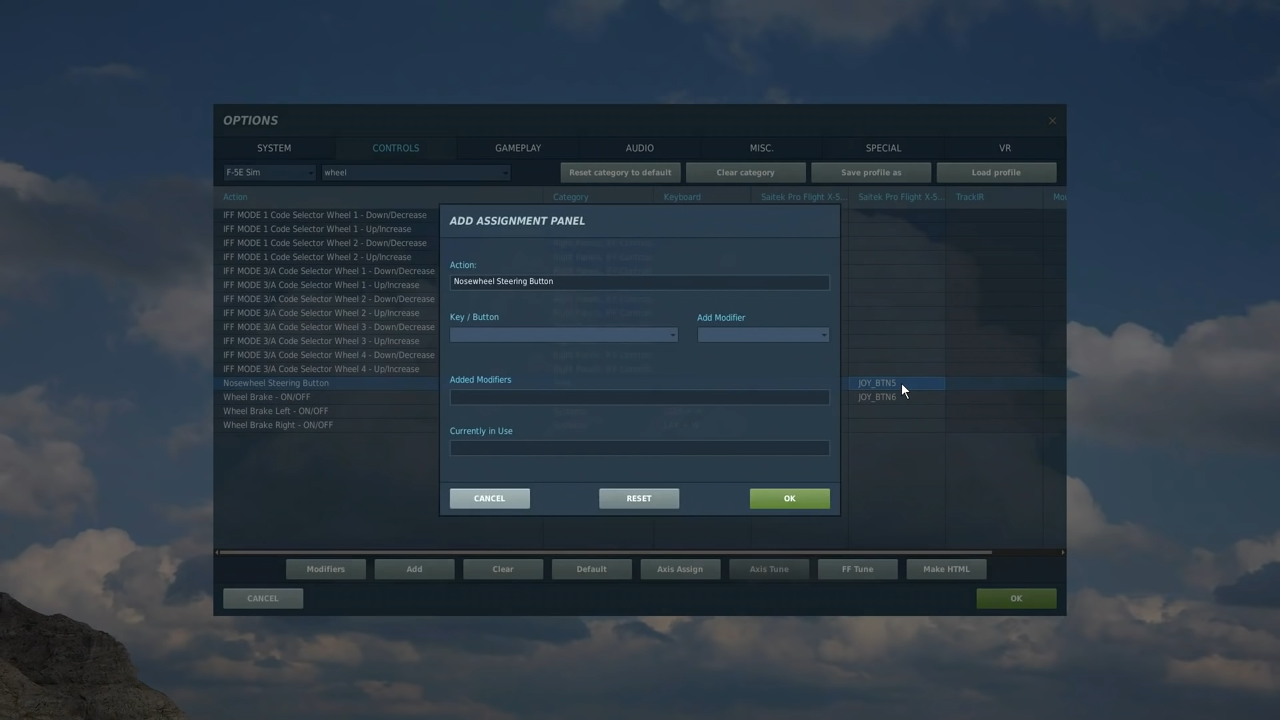 OPTIONS
SYSTEM CONTROLS GAMEPLAY AUDIO MISC. SPECIAL VR
F-5E Sim wheel Reset category to default Clear category Save profile as Load profile
Action Category Keyboard Saitek Pro Flight X-5... Saitek Pro Flight X-5... TrackIR
IFF MODE 1 Code Selector Wheel 1 - Down/Decrease
IFF MODE 1 Code Selector Wheel 1 - Up/Increase
IFF MODE 1 Code Selector Wheel 2 - Down/Decrease
IFF MODE 1 Code Selector Wheel 2 - Up/Increase
IFF MODE 3/A Code Selector Wheel 1 - Down/Decrease
IFF MODE 3/A Code Selector Wheel 1 - Up/Increase
IFF MODE 3/A Code Selector Wheel 2 - Down/Decrease
IFF MODE 3/A Code Selector Wheel 2 - Up/Increase
IFF MODE 3/A Code Selector Wheel 3 - Down/Decrease
IFF MODE 3/A Code Selector Wheel 3 - Up/Increase
IFF MODE 3/A Code Selector Wheel 4 - Down/Decrease
IFF MODE 3/A Code Selector Wheel 4 - Up/Increase
Nosewheel Steering Button JOY_BTN5
Wheel Brake - ON/OFF JOY_BTN6
Wheel Brake Left - ON/OFF
Wheel Brake Right - ON/OFF
ADD ASSIGNMENT PANEL
Action:
Nosewheel Steering Button
Key / Button Add Modifier
Added Modifiers
Currently in Use
CANCEL RESET OK
Modifiers Add Clear Default Axis Assign Axis Tune FF Tune Make HTML
CANCEL OK